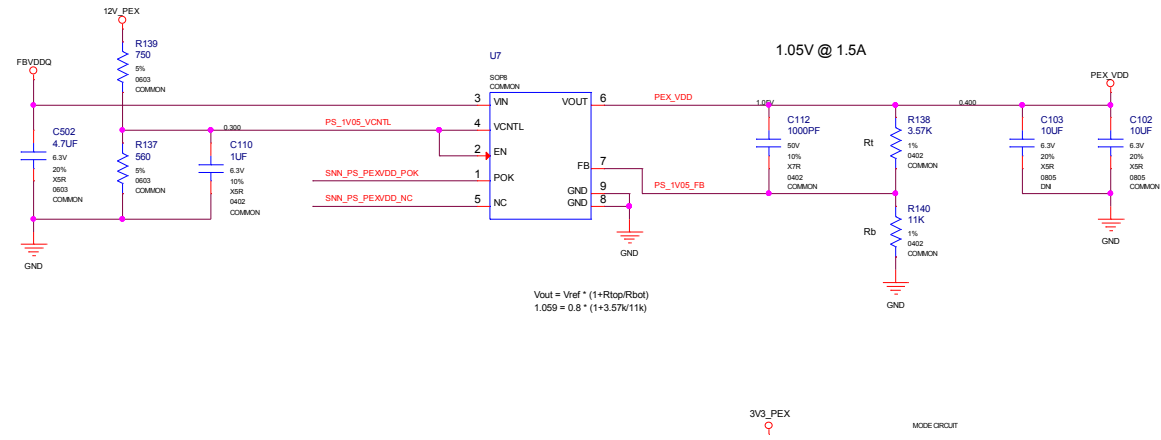 12V_PEX
R139
750
5%
0603
COMMON
FBVDDQ
C502
4.7UF
6.3V
20%
X5R
0603
COMMON
GND
R137
560
5%
0603
COMMON
0.300
C110
1UF
6.3V
10%
X5R
0402
COMMON
PS_1V05_VCNTL
SNN_PS_PEXVDD_POK
SNN_PS_PEXVDD_NC
U7
SOP8
COMMON
3 VIN
4 VCNTL
2 EN
1 POK
5 NC
VOUT 6
FB 7
GND 9
GND 8
GND
1.05V @ 1.5A
PEX_VDD
1.05V
0.400
PEX_VDD
C112
1000PF
50V
10%
X7R
0402
COMMON
PS_1V05_FB
Rt
R138
3.57K
1%
0402
COMMON
Rb
R140
11K
1%
0402
COMMON
GND
C103
10UF
6.3V
20%
X5R
0805
DNI
C102
10UF
6.3V
20%
X5R
0805
COMMON
GND
Vout = Vref * (1+Rtop/Rbot)
1.059 = 0.8 * (1+3.57k/11k)
3V3_PEX
MODE CIRCUIT